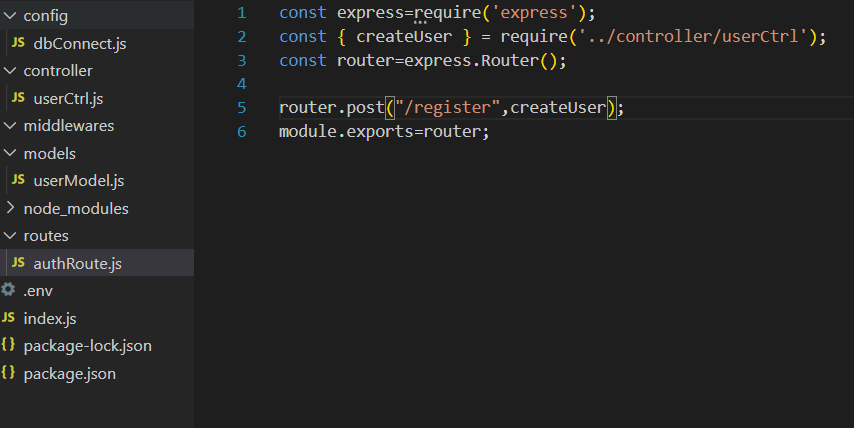 config
JS dbConnect.js
controller
JS userCtrl.js
middlewares
models
JS userModel.js
node_modules
routes
JS authRoute.js
.env
JS index.js
{} package-lock.json
{} package.json
1 const express=require('express');
2 const { createUser } = require('../controller/userCtrl');
3 const router=express.Router();
4
5 router.post("/register",createUser);
6 module.exports=router;